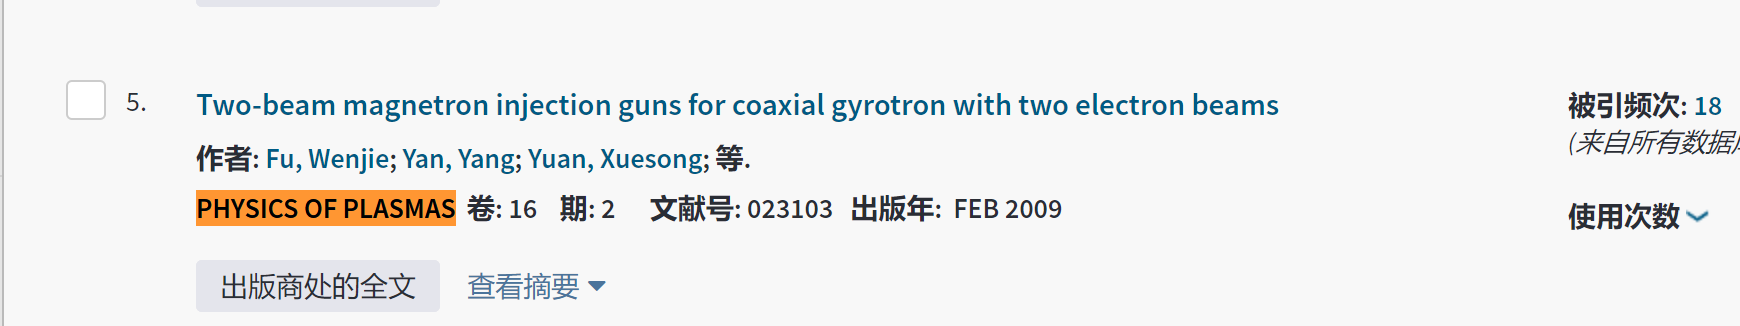 5. Two-beam magnetron injection guns for coaxial gyrotron with two electron beams
被引频次: 18
(来自所有数据
作者: Fu, Wenjie; Yan, Yang; Yuan, Xuesong; 等.
PHYSICS OF PLASMAS 卷: 16 期: 2 文献号: 023103 出版年: FEB 2009
使用次数
出版商处的全文 查看摘要